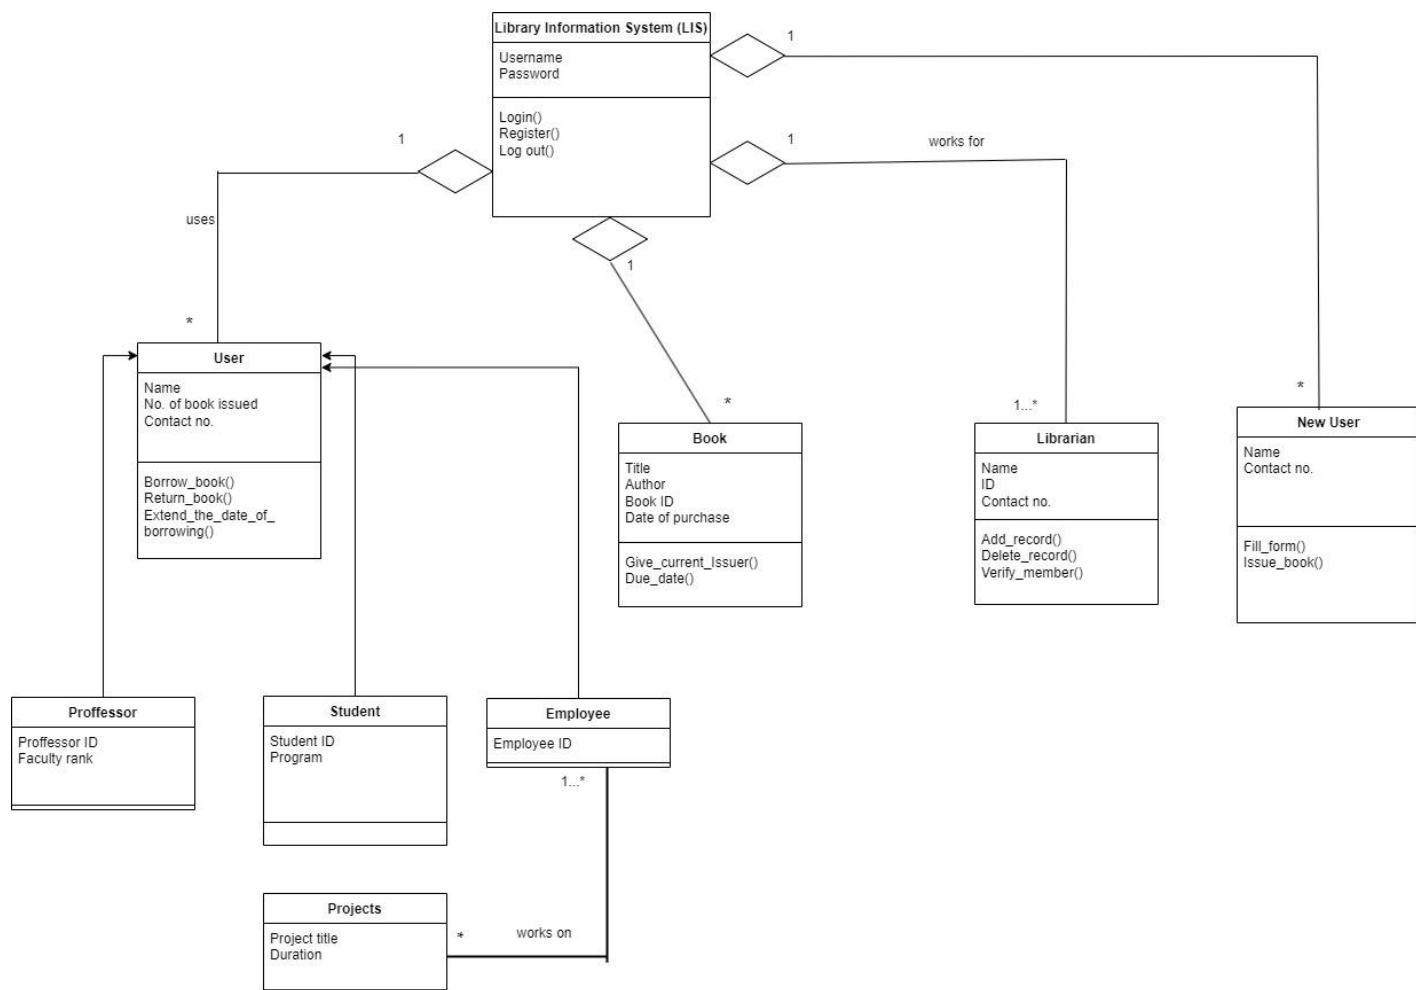 Library Information System (LIS)
Username
Password
Login()
Register()
Log out()
1
1
works for
1
uses
1
*
*
1...*
*
User
Name
No. of book issued
Contact no.
Borrow_book()
Return_book()
Extend_the_date_of_
borrowing()
Book
Title
Author
Book ID
Date of purchase
Give_current_Issuer()
Due_date()
Librarian
Name
ID
Contact no.
Add_record()
Delete_record()
Verify_member()
New User
Name
Contact no.
Fill_form()
Issue_book()
Proffessor
Proffessor ID
Faculty rank
Student
Student ID
Program
Employee
Employee ID
1...*
Projects
Project title
Duration
*
works on